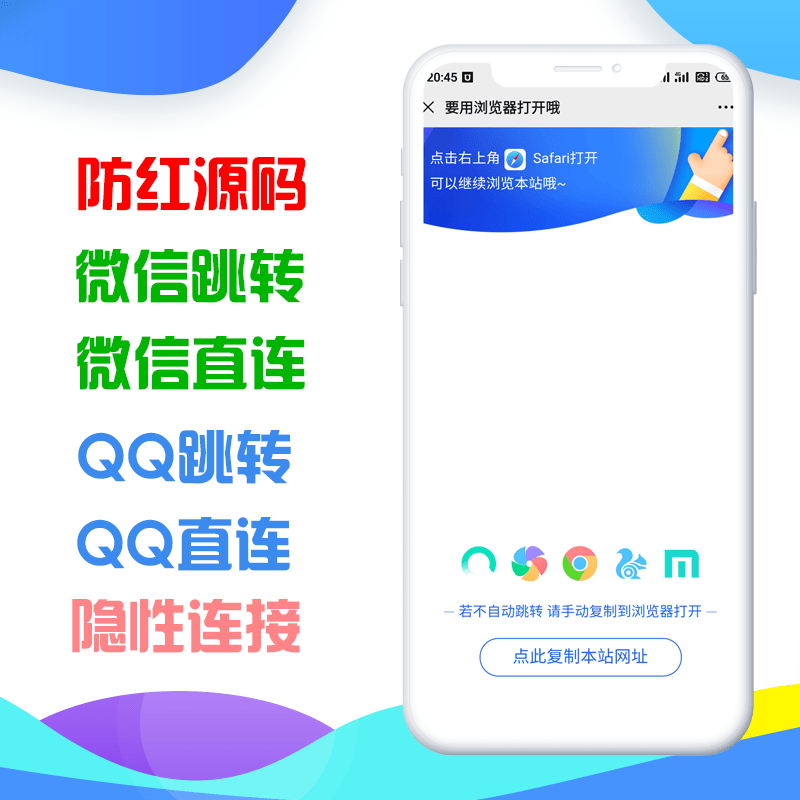 防红源码
微信跳转
微信直连
QQ跳转
QQ直连
隐性连接
20:45
要用浏览器打开哦
点击右上角 Safari打开
可以继续浏览本站哦~
若不自动跳转 请手动复制到浏览器打开
点此复制本站网址